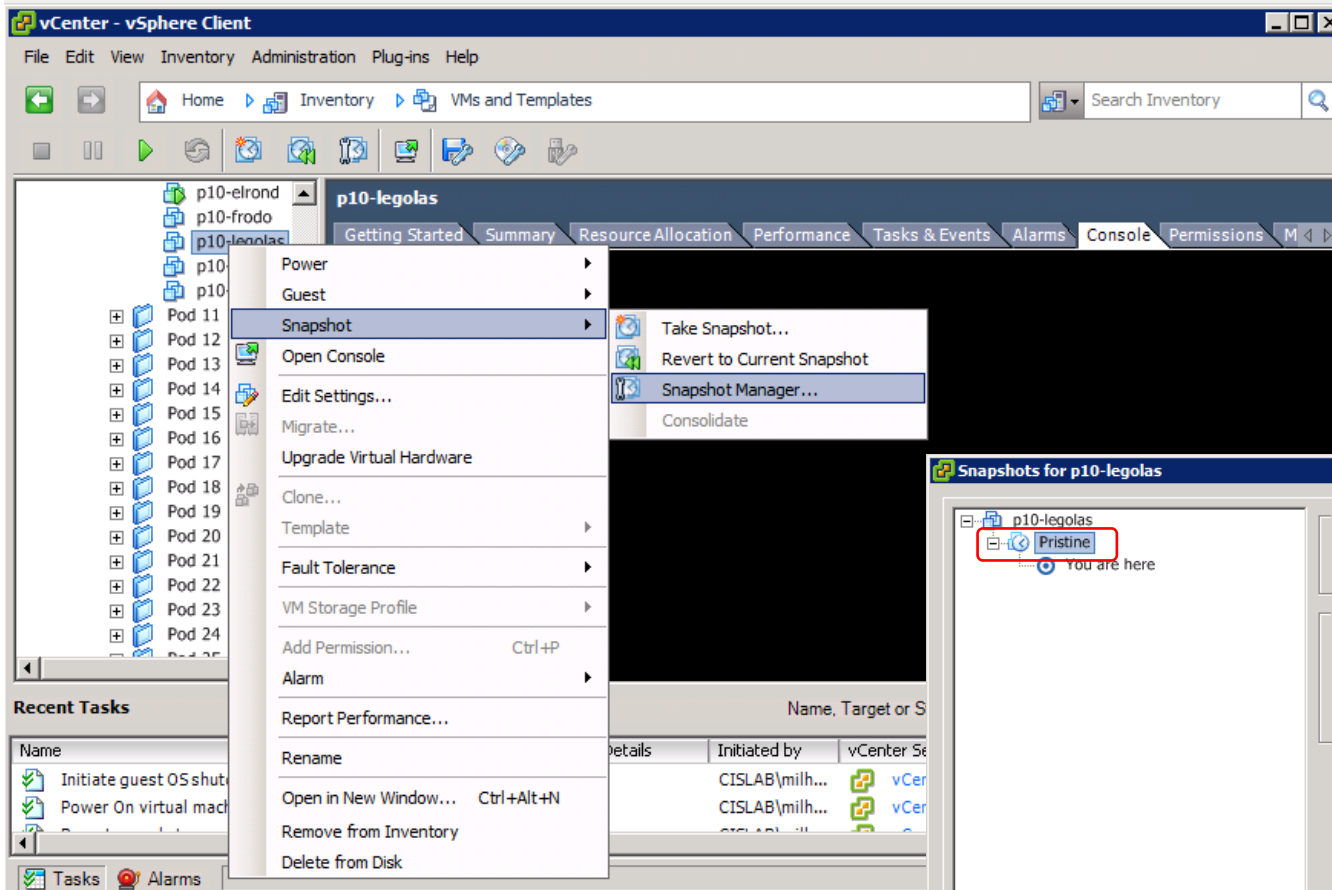 vCenter - vSphere Client
File Edit View Inventory Administration Plug-ins Help
Home Inventory VMs and Templates
Search Inventory
p10-elrond
p10-frodo
p10-legolas
p10-
p10-
Pod 11
Pod 12
Pod 13
Pod 14
Pod 15
Pod 16
Pod 17
Pod 18
Pod 19
Pod 20
Pod 21
Pod 22
Pod 23
Pod 24
p10-legolas
Getting Started Summary Resource Allocation Performance Tasks & Events Alarms Console Permissions M
Power
Guest
Snapshot
Open Console
Edit Settings...
Migrate...
Upgrade Virtual Hardware
Clone...
Template
Fault Tolerance
VM Storage Profile
Add Permission... Ctrl+P
Alarm
Report Performance...
Rename
Open in New Window... Ctrl+Alt+N
Remove from Inventory
Delete from Disk
Take Snapshot...
Revert to Current Snapshot
Snapshot Manager...
Consolidate
Snapshots for p10-legolas
p10-legolas
Pristine
You are here
Recent Tasks
Name, Target or S
Name Details Initiated by vCenter Se
Initiate guest OS shut CISLAB\milh... vCen
Power On virtual mach CISLAB\milh... vCen
Tasks Alarms